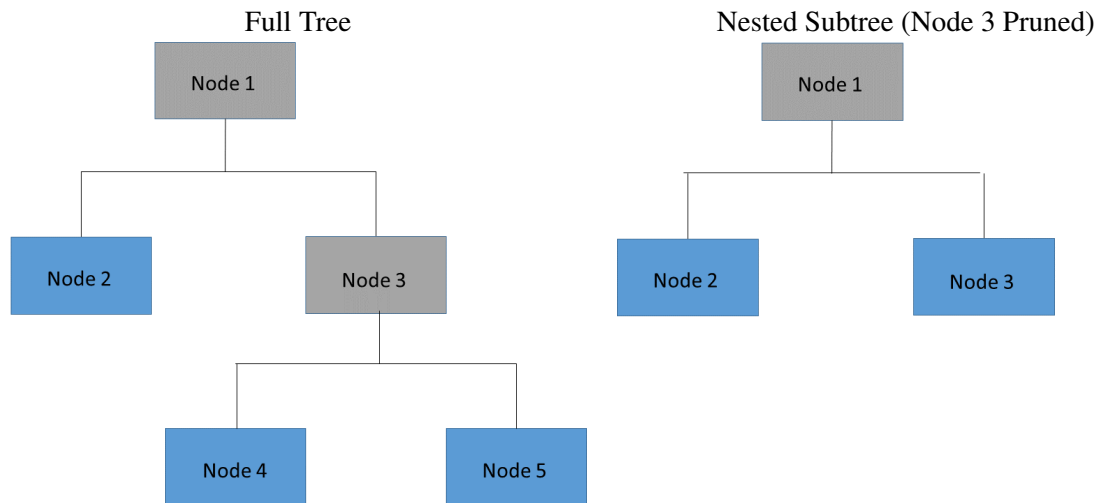 Full Tree
Nested Subtree (Node 3 Pruned)
Node 1
Node 1
Node 2
Node 3
Node 2
Node 3
Node 4
Node 5